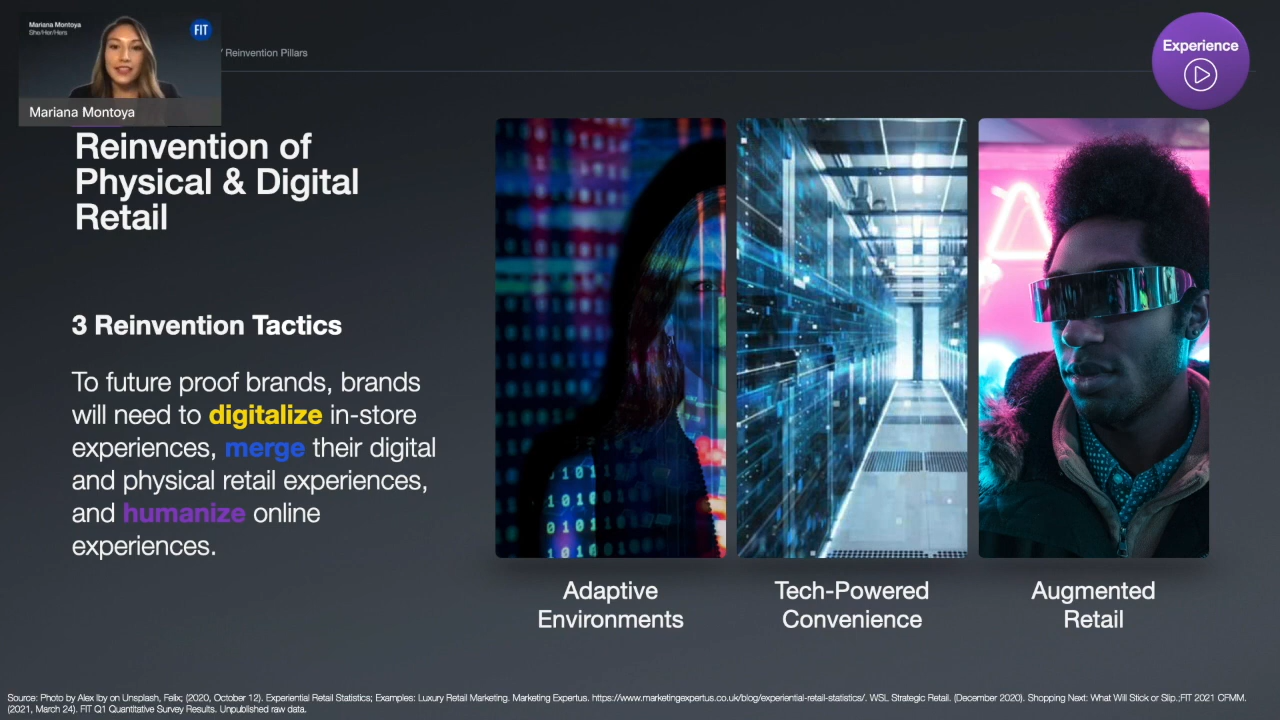 Mariana Montoya
She/Her/Hers
FIT
Mariana Montoya
/ Reinvention Pillars
Experience
Reinvention of
Physical & Digital
Retail
3 Reinvention Tactics
To future proof brands, brands
will need to digitalize in-store
experiences, merge their digital
and physical retail experiences,
and humanize online
experiences.
Adaptive
Environments
Tech-Powered
Convenience
Augmented
Retail
Source: Photo by Alex Iby on Unsplash, Felix; (2020, October 12). Experiential Retail Statistics; Examples: Luxury Retail Marketing. Marketing Expertus. https://www.marketingexpertus.co.uk/blog/experiential-retail-statistics/. WSL Strategic Retail. (December 2020). Shopping Next: What Will Stick or Slip.;FIT 2021 CFMM.
(2021, March 24). FIT Q1 Quantitative Survey Results. Unpublished raw data.